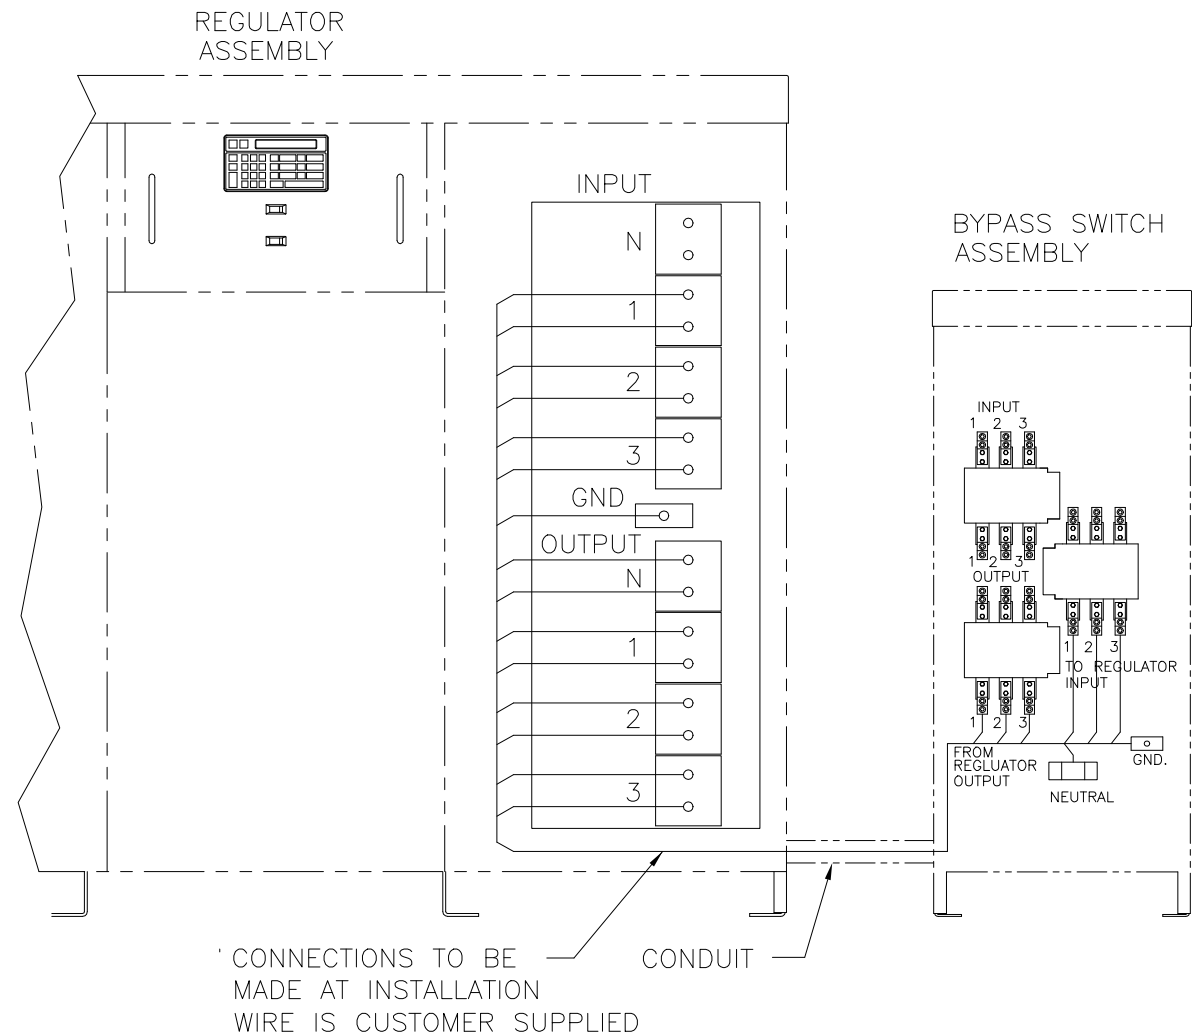 REGULATOR
ASSEMBLY
INPUT
N
1
2
3
GND
OUTPUT
N
1
2
3
BYPASS SWITCH
ASSEMBLY
INPUT
1 2 3
1 2 3
OUTPUT
1 2 3
TO REGULATOR
INPUT
1 2 3
FROM
REGLUATOR
OUTPUT
NEUTRAL
GND.
CONNECTIONS TO BE
MADE AT INSTALLATION
WIRE IS CUSTOMER SUPPLIED
CONDUIT